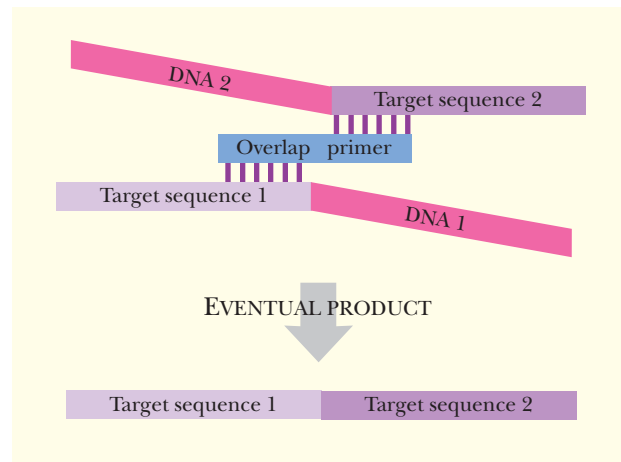 DNA 2
Target sequence 2
Overlap primer
Target sequence 1
DNA 1
EVENTUAL PRODUCT
Target sequence 1
Target sequence 2